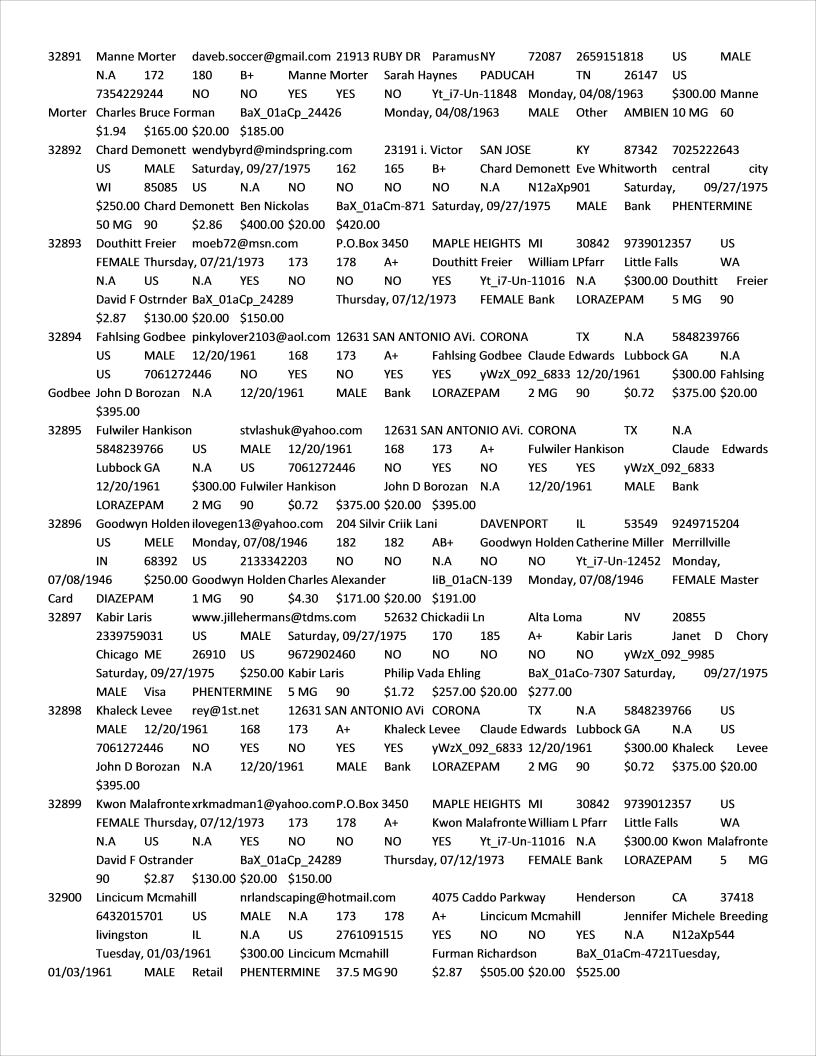 32891 Manne Morter daveb.soccer@gmail.com 21913 RUBY DR Paramus NY 72087 2659151818 US MALE
N.A 172 180 B+ Manne Morter Sarah Haynes PADUCAH TN 26147 US
7354229244 NO NO YES YES NO Yt_i7-Un-11848 Monday, 04/08/1963 $300.00 Manne
Morter Charles Bruce Forman BaX_01aCp_24426 Monday, 04/08/1963 MALE Other AMBIEN 10 MG 60
$1.94 $165.00 $20.00 $185.00
32892 Chard Demonett wendybyrd@mindspring.com 23191 i. Victor SAN JOSE KY 87342 7025222643
US MALE Saturday, 09/27/1975 162 165 B+ Chard Demonett Eve Whitworth central city
WI 85085 US N.A NO NO NO NO N.A N12aXp901 Saturday, 09/27/1975
$250.00 Chard Demonett Ben Nickolas BaX_01aCm-871 Saturday, 09/27/1975 MALE Bank PHENTERMINE
50 MG 90 $2.86 $400.00 $20.00 $420.00
32893 Douthitt Freier moeb72@msn.com P.O.Box 3450 MAPLE HEIGHTS MI 30842 9739012357 US
FEMALE Thursday, 07/21/1973 173 178 A+ Douthitt Freier William LPfarr Little Falls WA
N.A US N.A YES NO NO NO YES Yt_i7-Un-11016 N.A $300.00 Douthitt Freier
David F Ostrnder BaX_01aCp_24289 Thursday, 07/12/1973 FEMALE Bank LORAZEPAM 5 MG 90
$2.87 $130.00 $20.00 $150.00
32894 Fahlsing Godbee pinkylover2103@aol.com 12631 SAN ANTONIO AVi. CORONA TX N.A 5848239766
US MALE 12/20/1961 168 173 A+ Fahlsing Godbee Claude Edwards Lubbock GA N.A
US 7061272446 NO YES NO YES YES yWzX_092_6833 12/20/1961 $300.00 Fahlsing
Godbee John D Borozan N.A 12/20/1961 MALE Bank LORAZEPAM 2 MG 90 $0.72 $375.00 $20.00
$395.00
32895 Fulwiler Hankison stvlashuk@yahoo.com 12631 SAN ANTONIO AVi. CORONA TX N.A
5848239766 US MALE 12/20/1961 168 173 A+ Fulwiler Hankison Claude Edwards
Lubbock GA N.A US 7061272446 NO YES NO YES YES yWzX_092_6833
12/20/1961 $300.00 Fulwiler Hankison John D Borozan N.A 12/20/1961 MALE Bank
LORAZEPAM 2 MG 90 $0.72 $375.00 $20.00 $395.00
32896 Goodwyn Holden ilovegen13@yahoo.com 204 Silvir Criik Lani DAVENPORT IL 53549 9249715204
US MELE Monday, 07/08/1946 182 182 AB+ Goodwyn Holden Catherine Miller Merrillville
IN 68392 US 2133342203 NO NO N.A NO NO Yt_i7-Un-12452 Monday,
07/08/1946 $250.00 Goodwyn Holden Charles Alexander IiB_01aCN-139 Monday, 07/08/1946 FEMALE Master
Card DIAZEPAM 1 MG 90 $4.30 $171.00 $20.00 $191.00
32897 Kabir Laris www.jillehermans@tdms.com 52632 Chickadii Ln Alta Loma NV 20855
2339759031 US MALE Saturday, 09/27/1975 170 185 A+ Kabir Laris Janet D Chory
Chicago ME 26910 US 9672902460 NO NO NO NO NO yWzX_092_9985
Saturday, 09/27/1975 $250.00 Kabir Laris Philip Vada Ehling BaX_01aCo-7307 Saturday, 09/27/1975
MALE Visa PHENTERMINE 5 MG 90 $1.72 $257.00 $20.00 $277.00
32898 Khaleck Levee rey@1st.net 12631 SAN ANTONIO AVi CORONA TX N.A 5848239766 US
MALE 12/20/1961 168 173 A+ Khaleck Levee Claude Edwards Lubbock GA N.A US
7061272446 NO YES NO YES YES yWzX_092_6833 12/20/1961 $300.00 Khaleck Levee
John D Borozan N.A 12/20/1961 MALE Bank LORAZEPAM 2 MG 90 $0.72 $375.00 $20.00
$395.00
32899 Kwon Malafronte xrkmadman1@yahoo.com P.O.Box 3450 MAPLE HEIGHTS MI 30842 9739012357 US
FEMALE Thursday, 07/12/1973 173 178 A+ Kwon Malafronte William L Pfarr Little Falls WA
N.A US N.A YES NO NO NO YES Yt_i7-Un-11016 N.A $300.00 Kwon Malafronte
David F Ostrander BaX_01aCp_24289 Thursday, 07/12/1973 FEMALE Bank LORAZEPAM 5 MG
90 $2.87 $130.00 $20.00 $150.00
32900 Lincicum Mcmahill nrlandscaping@hotmail.com 4075 Caddo Parkway Henderson CA 37418
6432015701 US MALE N.A 173 178 A+ Lincicum Mcmahill Jennifer Michele Breeding
livingston IL N.A US 2761091515 YES NO NO YES N.A N12aXp544
Tuesday, 01/03/1961 $300.00 Lincicum Mcmahill Furman Richardson BaX_01aCm-4721Tuesday,
01/03/1961 MALE Retail PHENTERMINE 37.5 MG 90 $2.87 $505.00 $20.00 $525.00